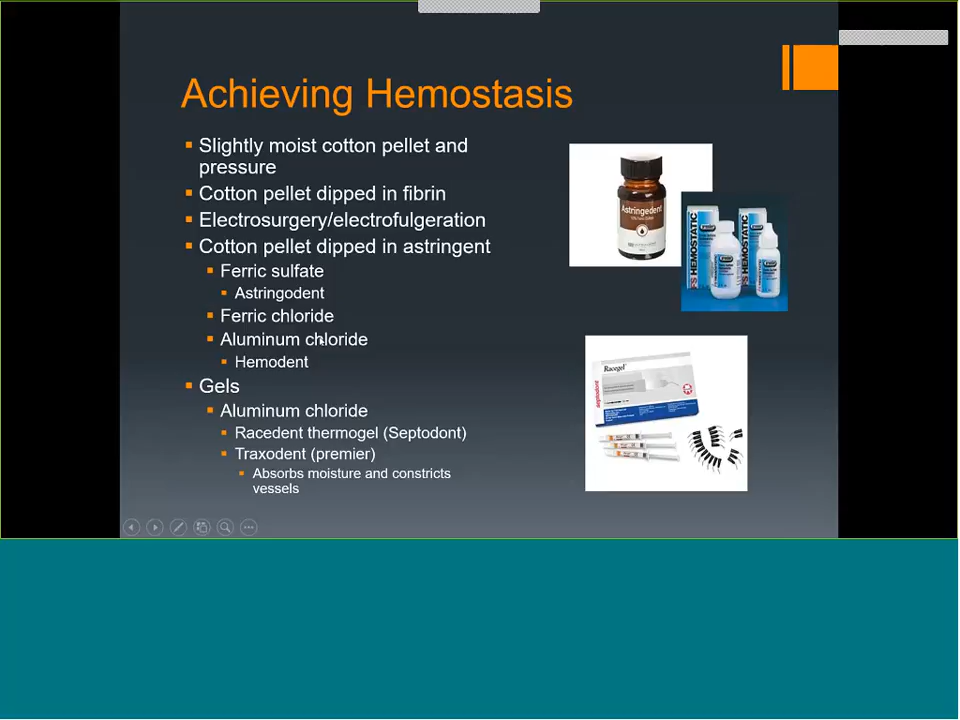 Achieving Hemostasis
Slightly moist cotton pellet and
pressure
Cotton pellet dipped in fibrin
Electrosurgery/electrofulgeration
Cotton pellet dipped in astringent
Ferric sulfate
Astringodent
Ferric chloride
Aluminum chloride
Hemodent
Gels
Aluminum chloride
Racedent thermogel (Septodont)
Traxodent (premier)
Absorbs moisture and constricts
vessels
Astringedent
HEMOSTATIC
HEMOSTATIC
Racegel
septodont